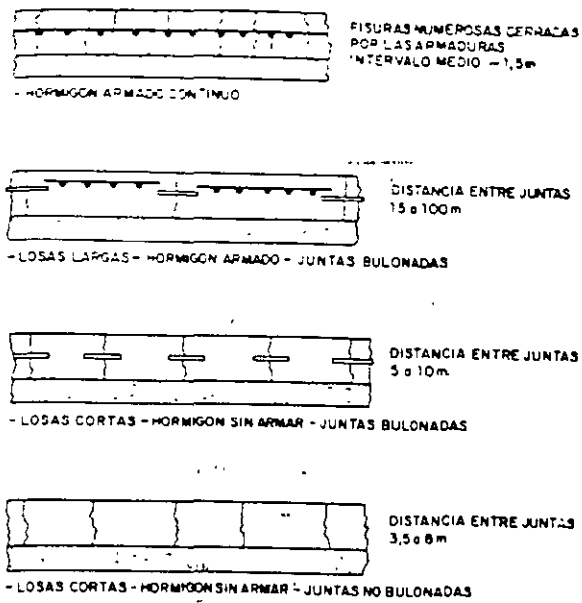 FISURAS NUMEROSAS CERRADAS
POR LAS ARMADURAS
INTERVALO MEDIO ~ 1,5m
- HORMIGON ARMADO CONTINUO
DISTANCIA ENTRE JUNTAS
15 a 100m
- LOSAS LARGAS - HORMIGON ARMADO - JUNTAS BULONADAS
DISTANCIA ENTRE JUNTAS
5 a 10m
- LOSAS CORTAS - HORMIGON SIN ARMAR - JUNTAS BULONADAS
DISTANCIA ENTRE JUNTAS
3,5 a 6m
- LOSAS CORTAS - HORMIGON SIN ARMAR - JUNTAS NO BULONADAS